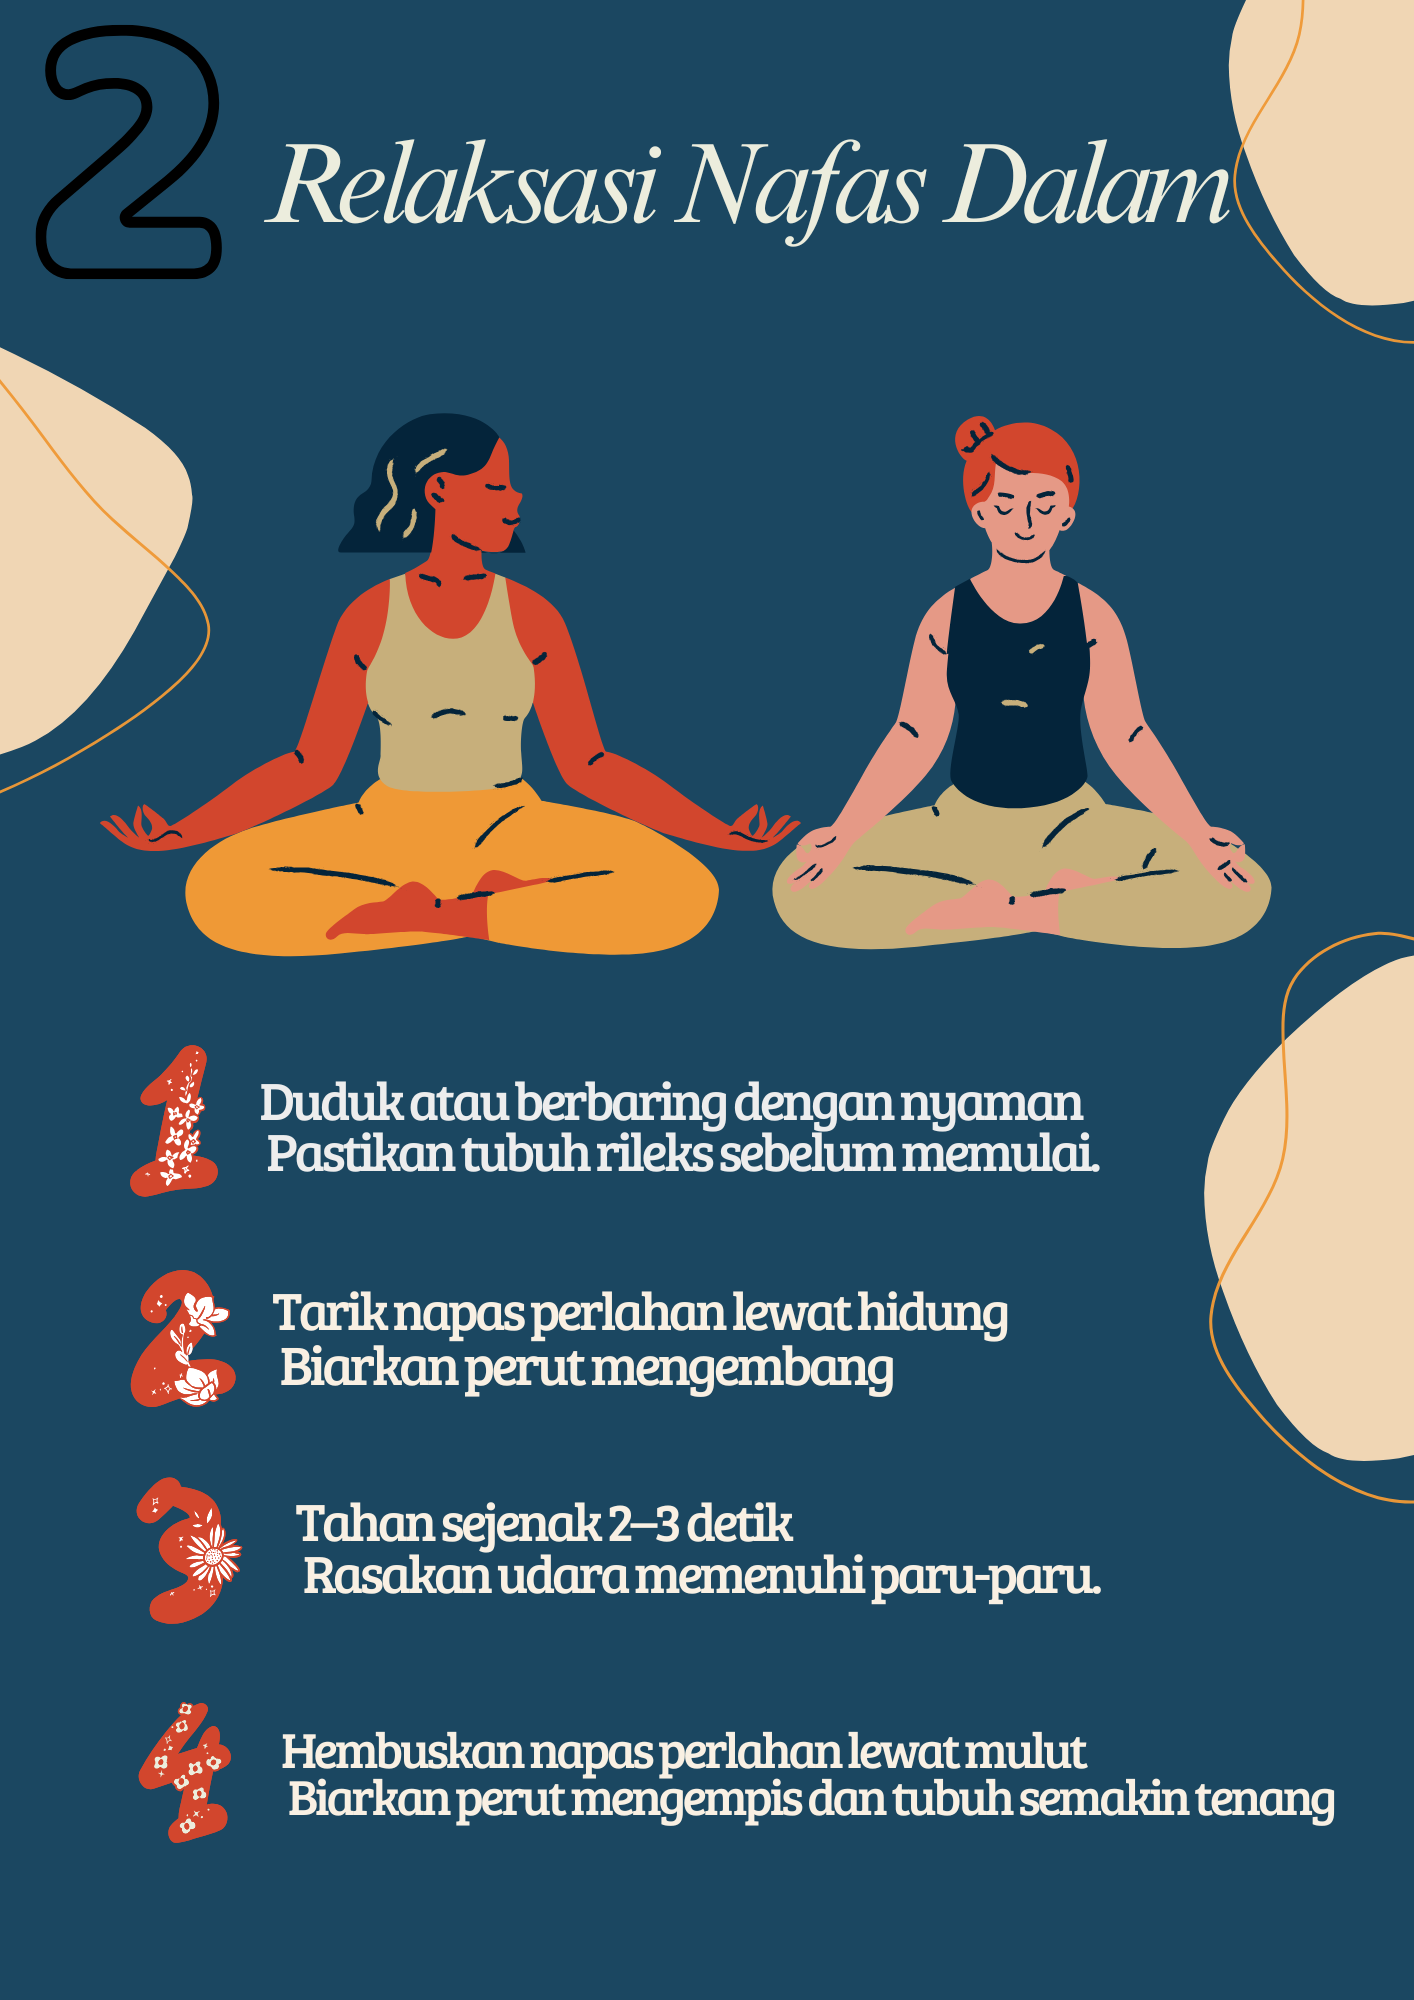 2
Relaksasi Nafas Dalam
1
Duduk atau berbaring dengan nyaman
Pastikan tubuh rileks sebelum memulai.
2
Tarik napas perlahan lewat hidung
Biarkan perut mengembang
3
Tahan sejenak 2–3 detik
Rasakan udara memenuhi paru-paru.
4
Hembuskan napas perlahan lewat mulut
Biarkan perut mengempis dan tubuh semakin tenang